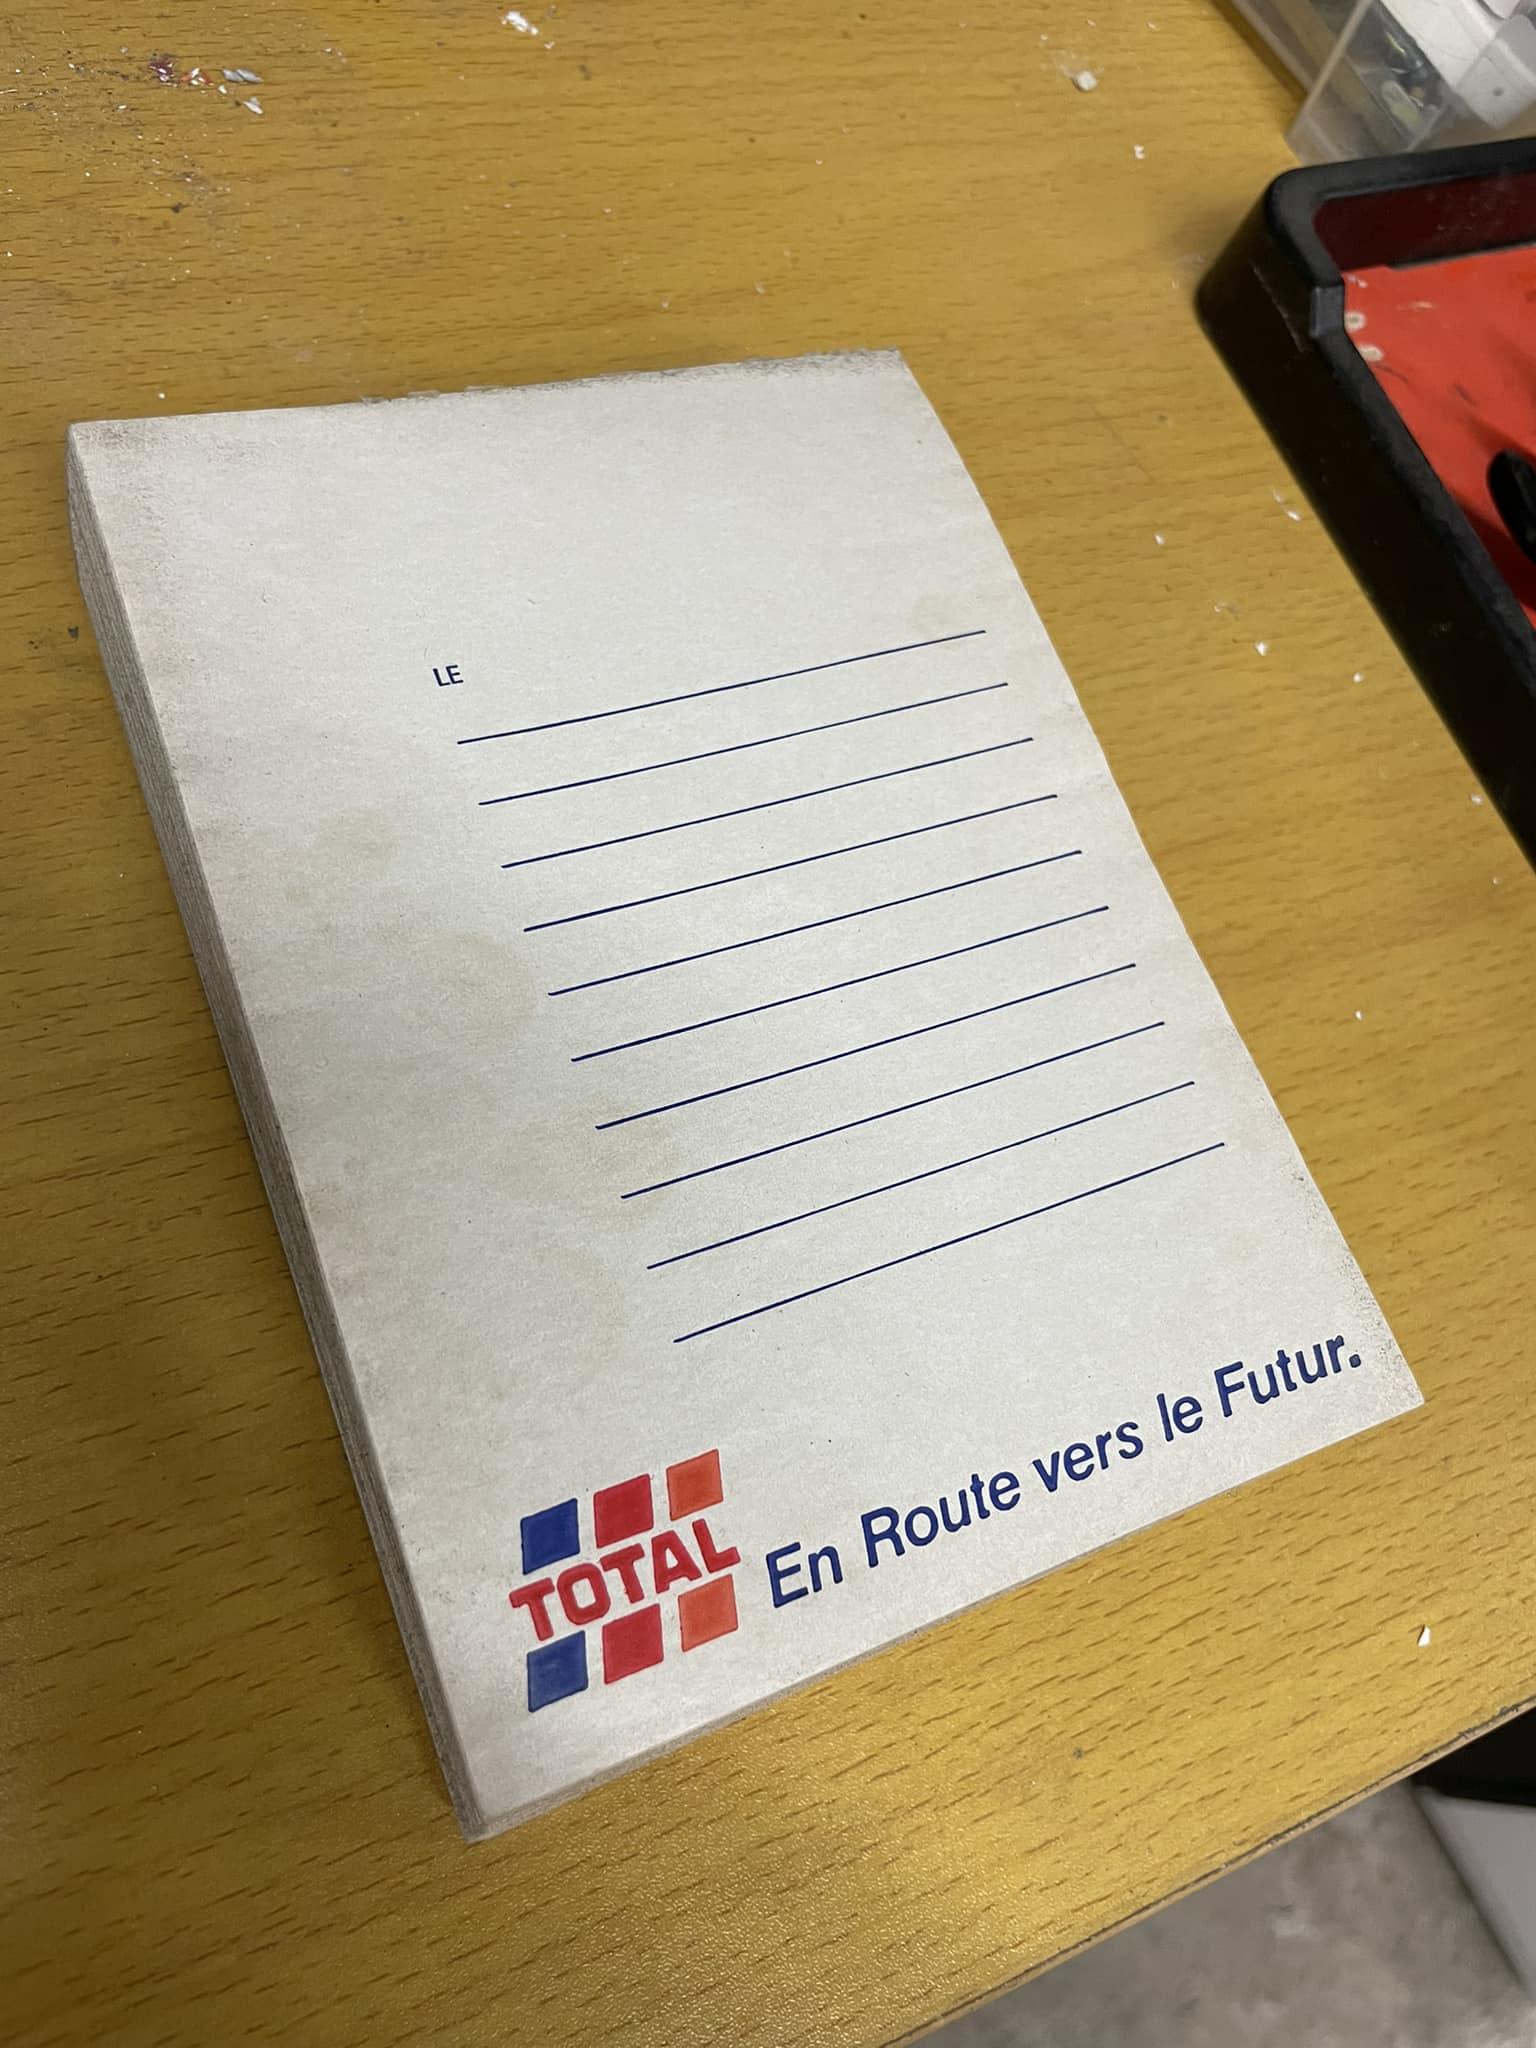 LE
TOTAL
En Route vers le Futur.